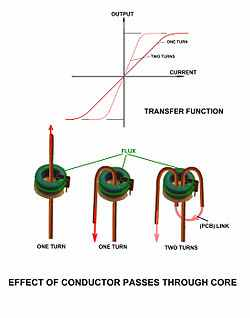 OUTPUT
ONE TURN
TWO TURNS
CURRENT
TRANSFER FUNCTION
FLUX
(PCB) LINK
ONE TURN
ONE TURN
TWO TURNS
EFFECT OF CONDUCTOR PASSES THROUGH CORE